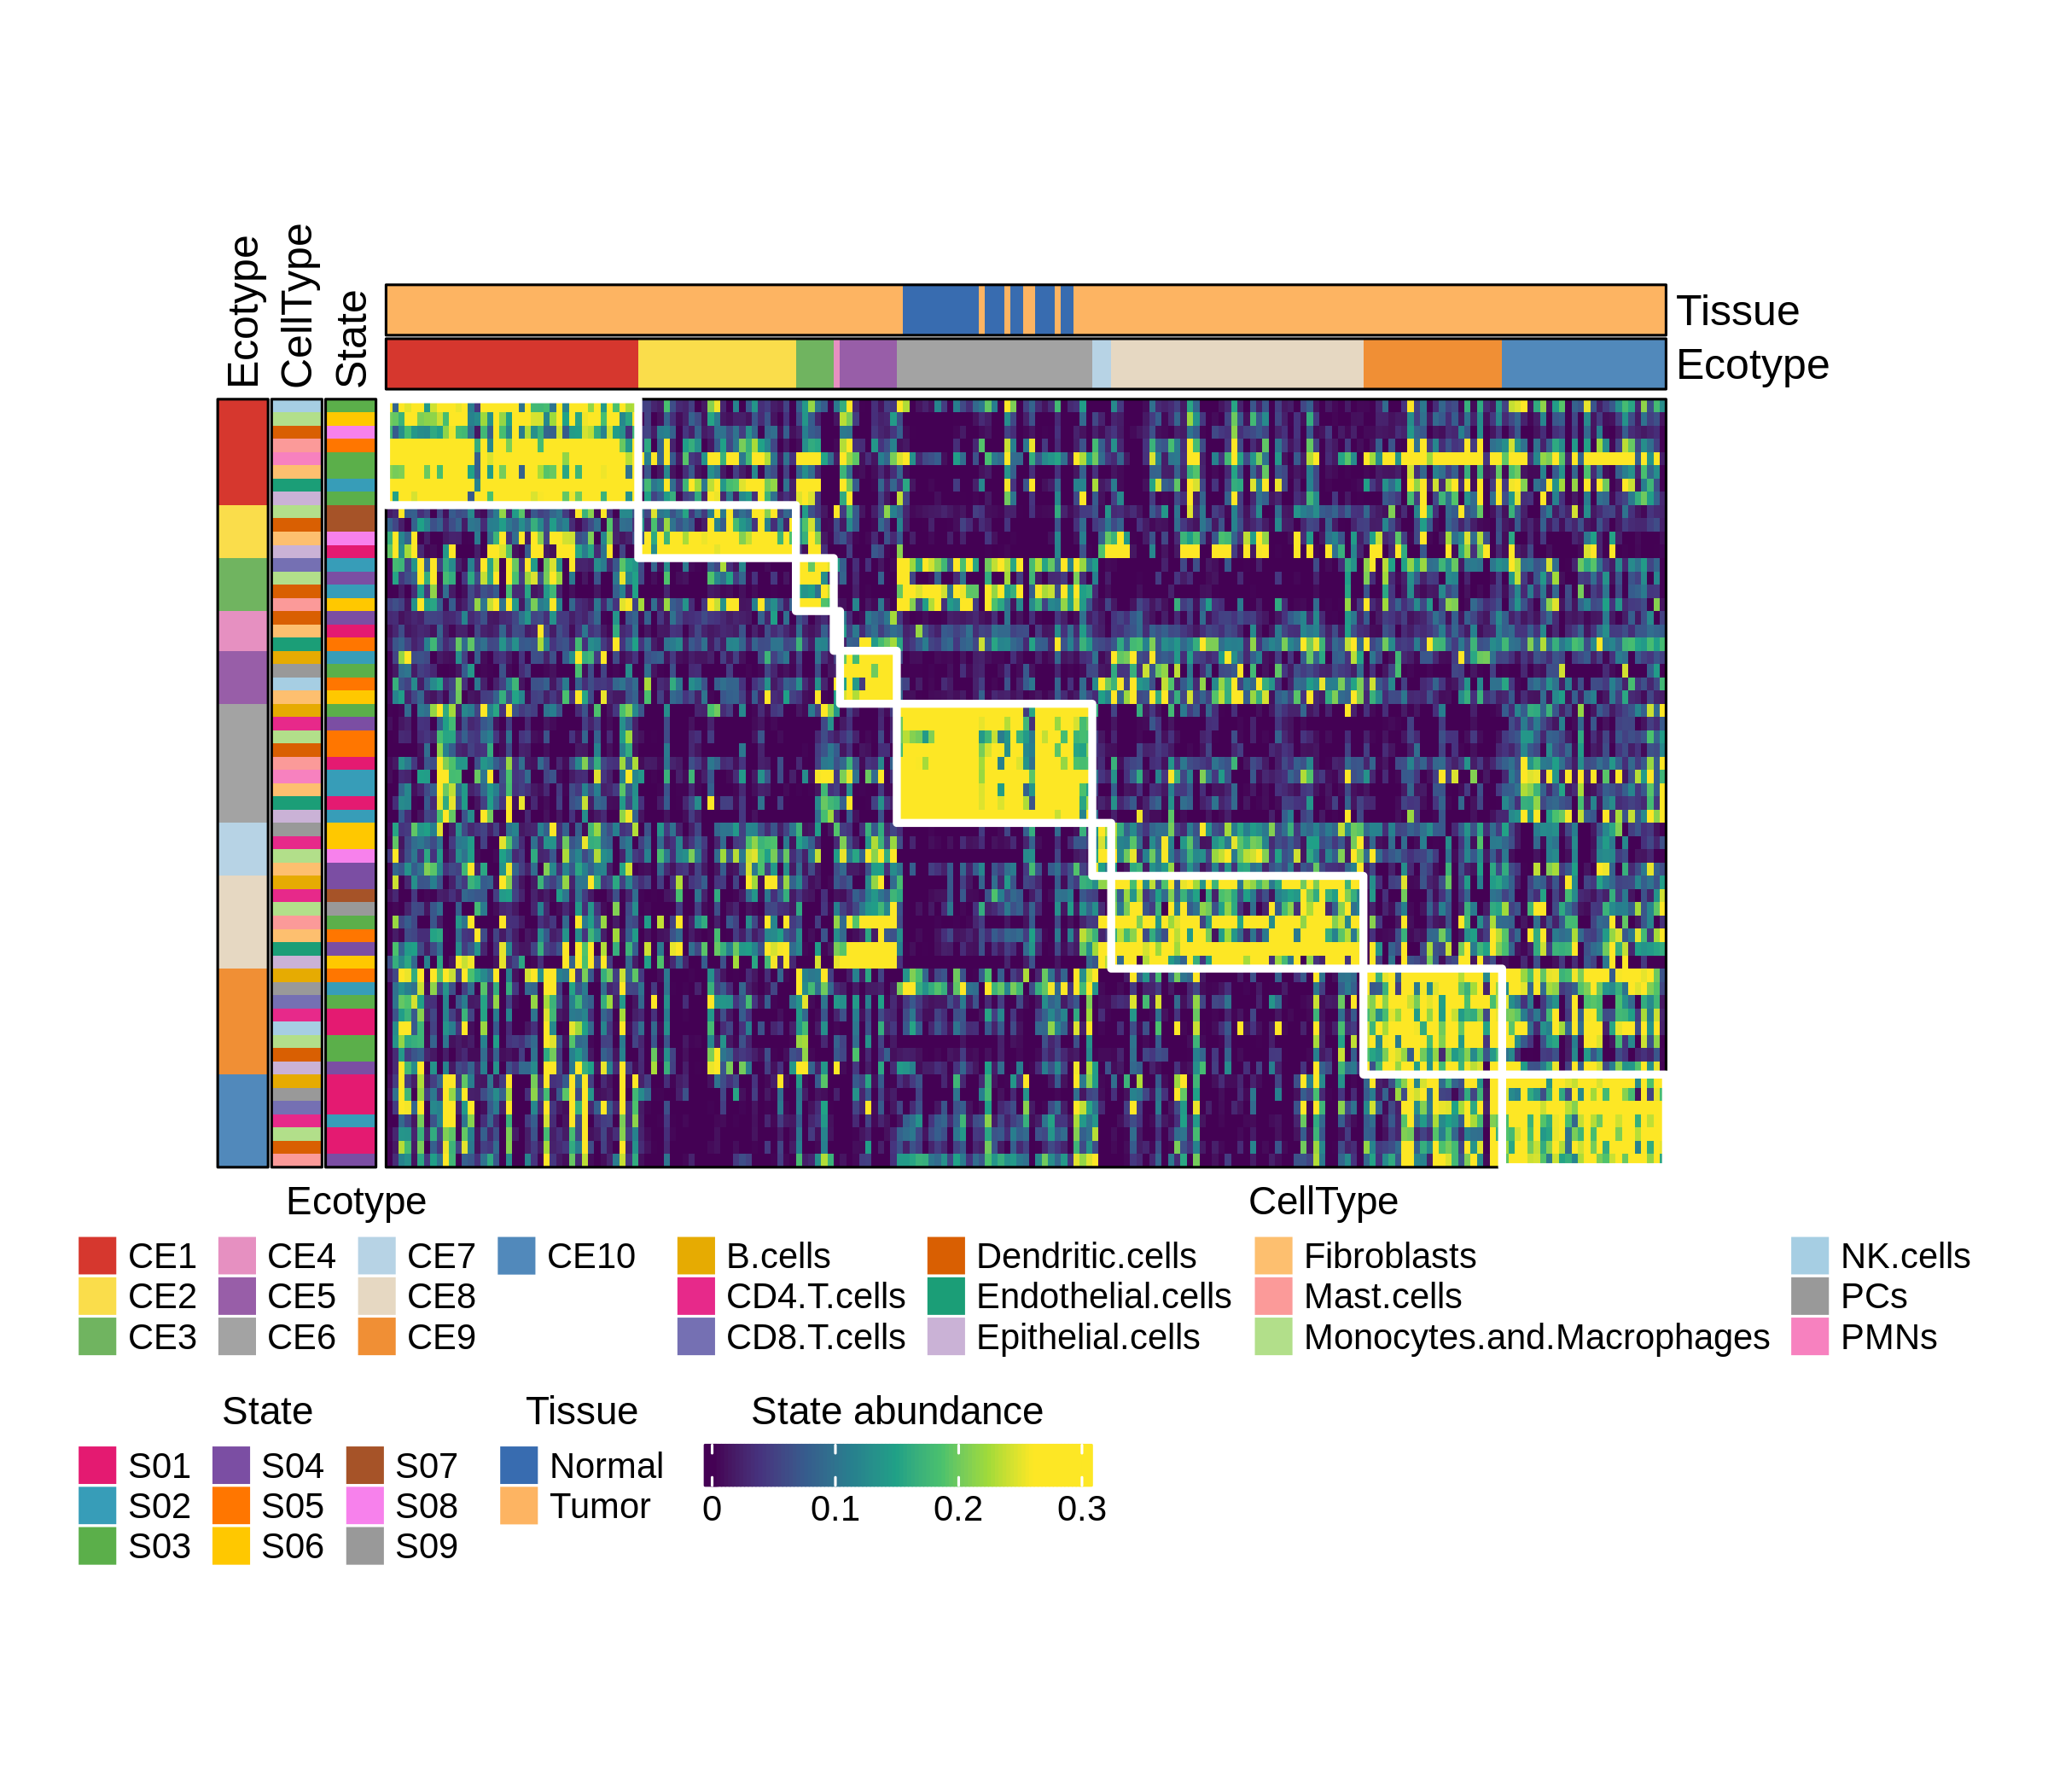 Ecotype
CellType
State
Tissue
Ecotype
Ecotype
CE1 CE4 CE7 CE10
CE2 CE5 CE8
CE3 CE6 CE9
CellType
B.cells Dendritic.cells Fibroblasts NK.cells
CD4.T.cells Endothelial.cells Mast.cells PCs
CD8.T.cells Epithelial.cells Monocytes.and.Macrophages PMNs
State
S01 S04 S07
S02 S05 S08
S03 S06 S09
Tissue
Normal
Tumor
State abundance
0 0.1 0.2 0.3